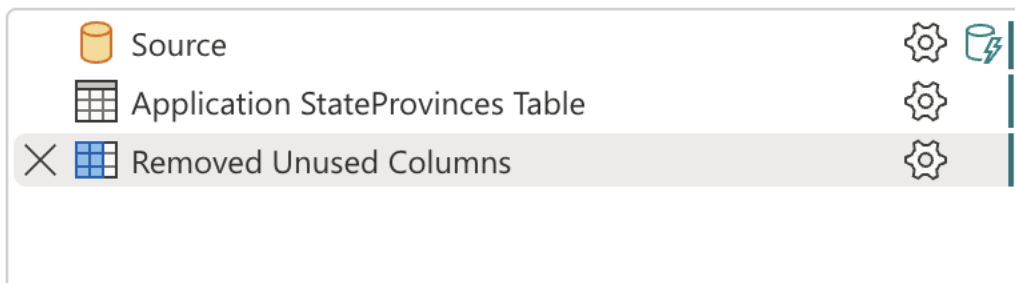 Source
Application StateProvinces Table
Removed Unused Columns